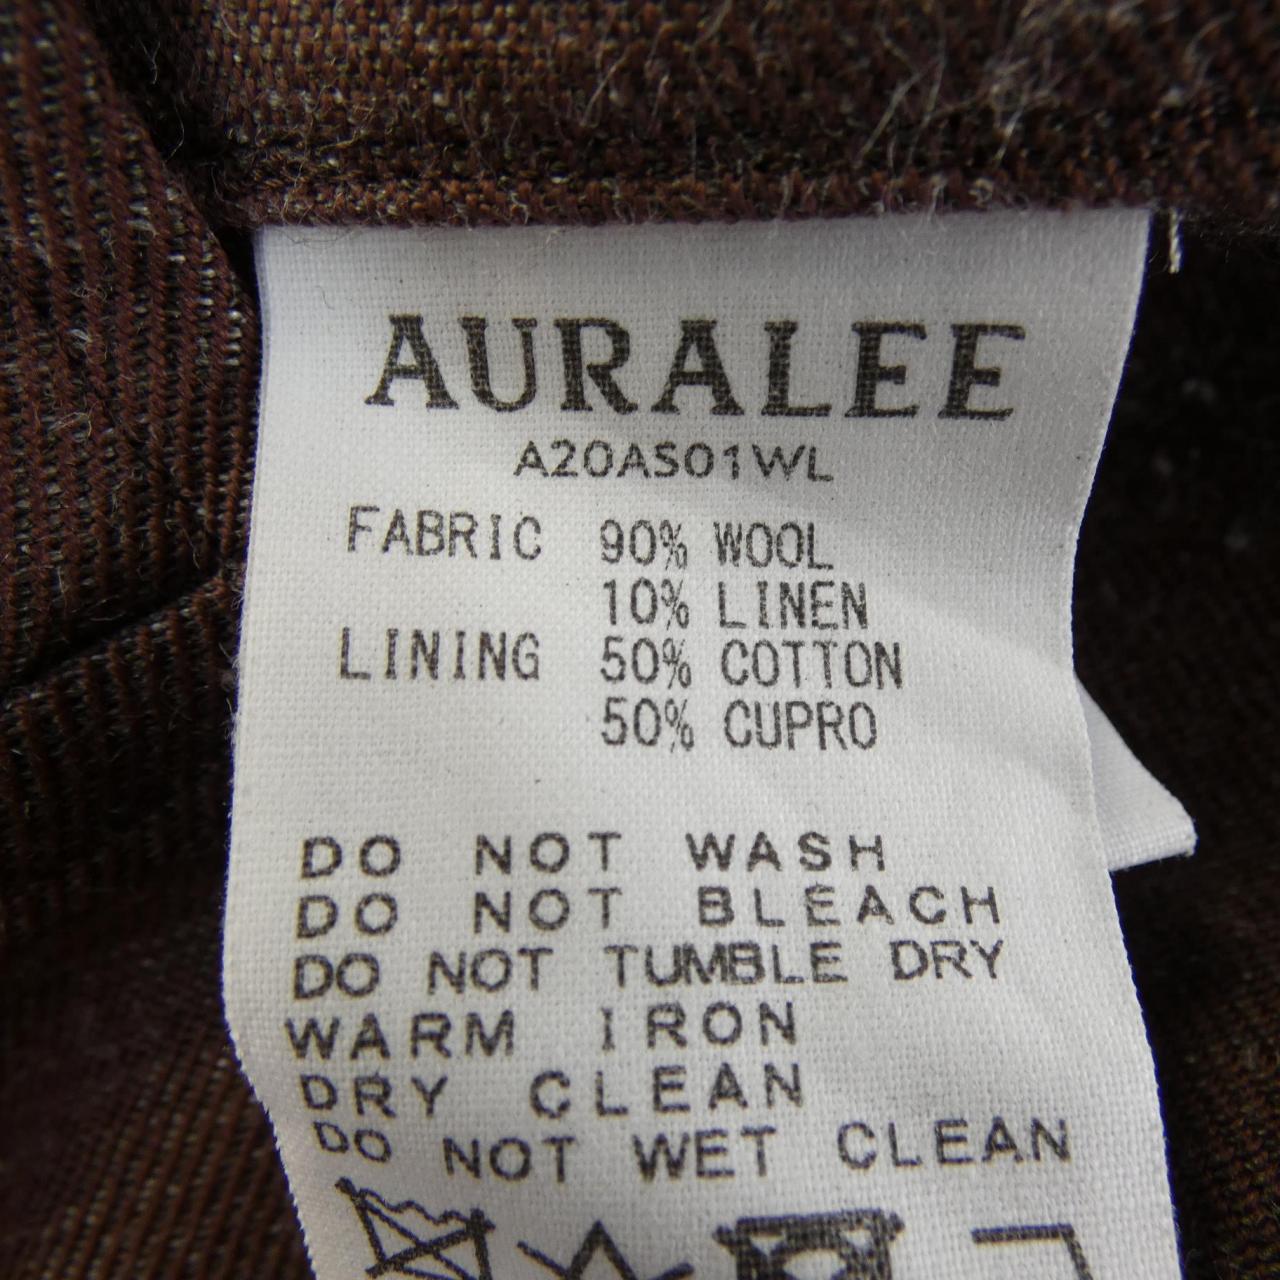 AURALEE
A20AS01WL
FABRIC 90% WOOL
10% LINEN
LINING 50% COTTON
50% CUPRO
DO NOT WASH
DO NOT BLEACH
DO NOT TUMBLE DRY
WARM IRON
DRY CLEAN
DO NOT WET CLEAN